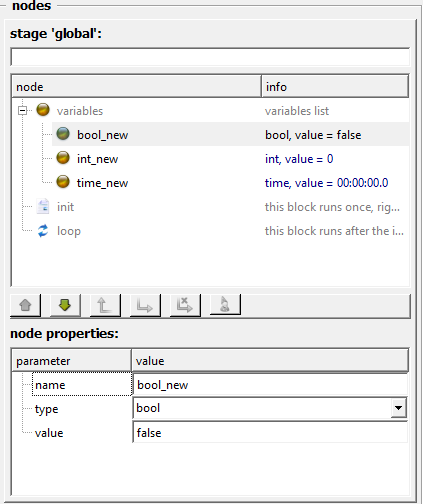 nodes
stage 'global':
node info
variables variables list
bool_new bool, value = false
int_new int, value = 0
time_new time, value = 00:00:00.0
init this block runs once, rig...
loop this block runs after the i...
node properties:
parameter value
name bool_new
type bool
value false